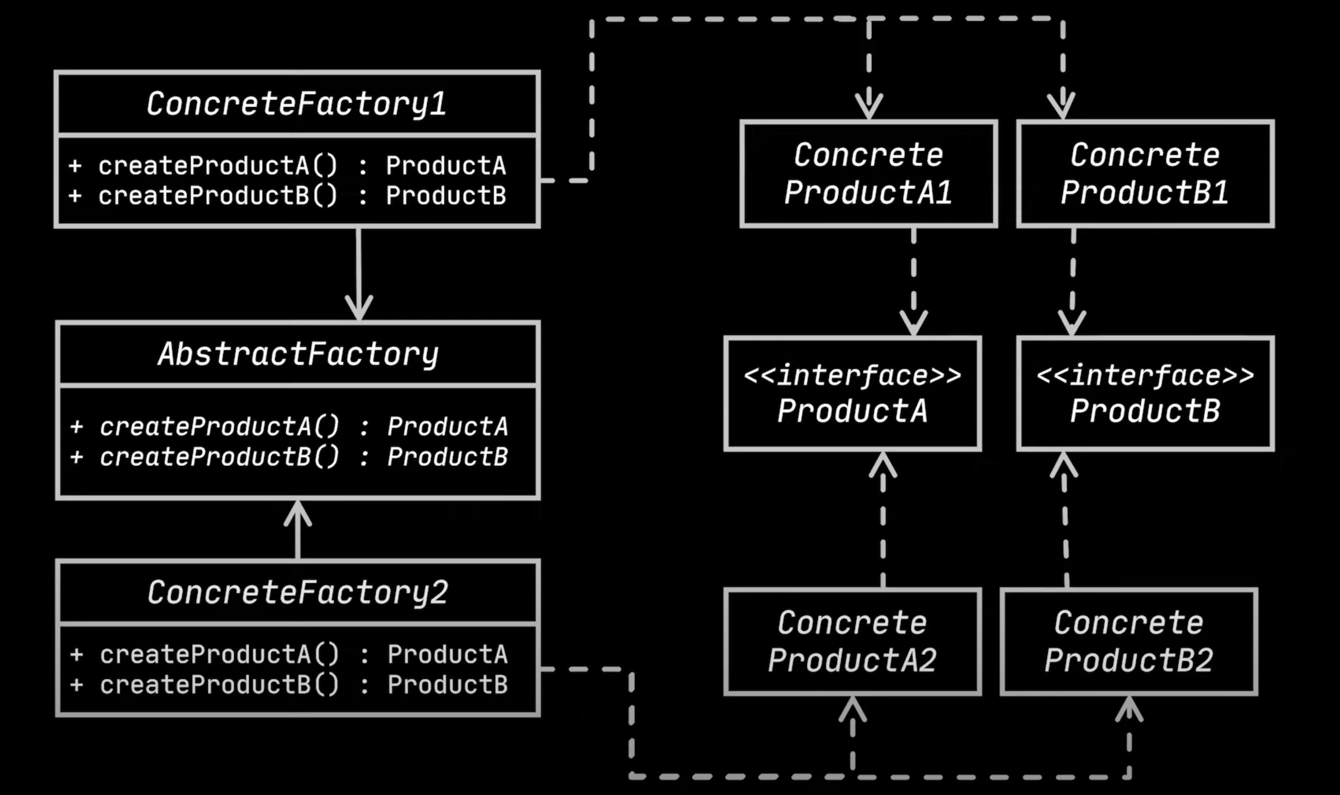 ConcreteFactory1
+ createProductA() : ProductA
+ createProductB() : ProductB
Concrete
ProductA1
Concrete
ProductB1
AbstractFactory
+ createProductA() : ProductA
+ createProductB() : ProductB
<<interface>>
ProductA
<<interface>>
ProductB
ConcreteFactory2
+ createProductA() : ProductA
+ createProductB() : ProductB
Concrete
ProductA2
Concrete
ProductB2